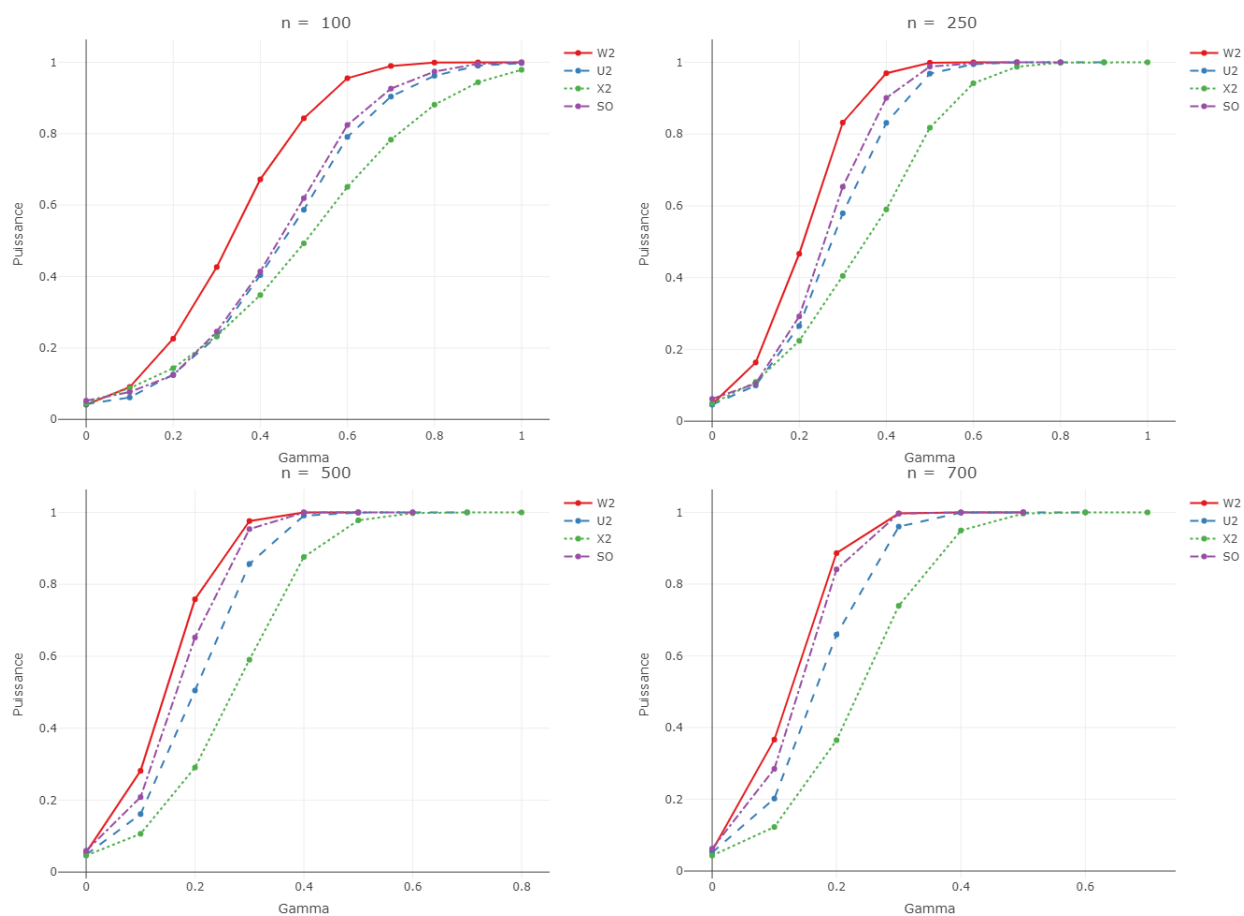 n = 100
W2
U2
X2
SO
Puissance
1
0.8
0.6
0.4
0.2
0
0 0.2 0.4 0.6 0.8 1
Gamma
n = 250
W2
U2
X2
SO
Puissance
1
0.8
0.6
0.4
0.2
0
0 0.2 0.4 0.6 0.8 1
Gamma
n = 500
W2
U2
X2
SO
Puissance
1
0.8
0.6
0.4
0.2
0
0 0.2 0.4 0.6 0.8
Gamma
n = 700
W2
U2
X2
SO
Puissance
1
0.8
0.6
0.4
0.2
0
0 0.2 0.4 0.6
Gamma